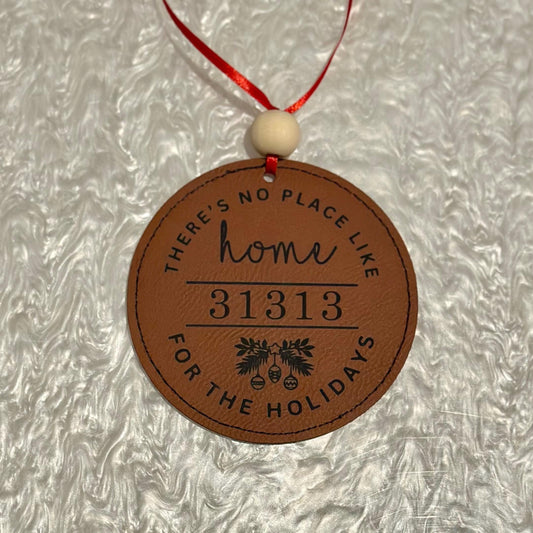 THERE'S NO PLACE LIKE
home
31313
FOR THE HOLIDAYS